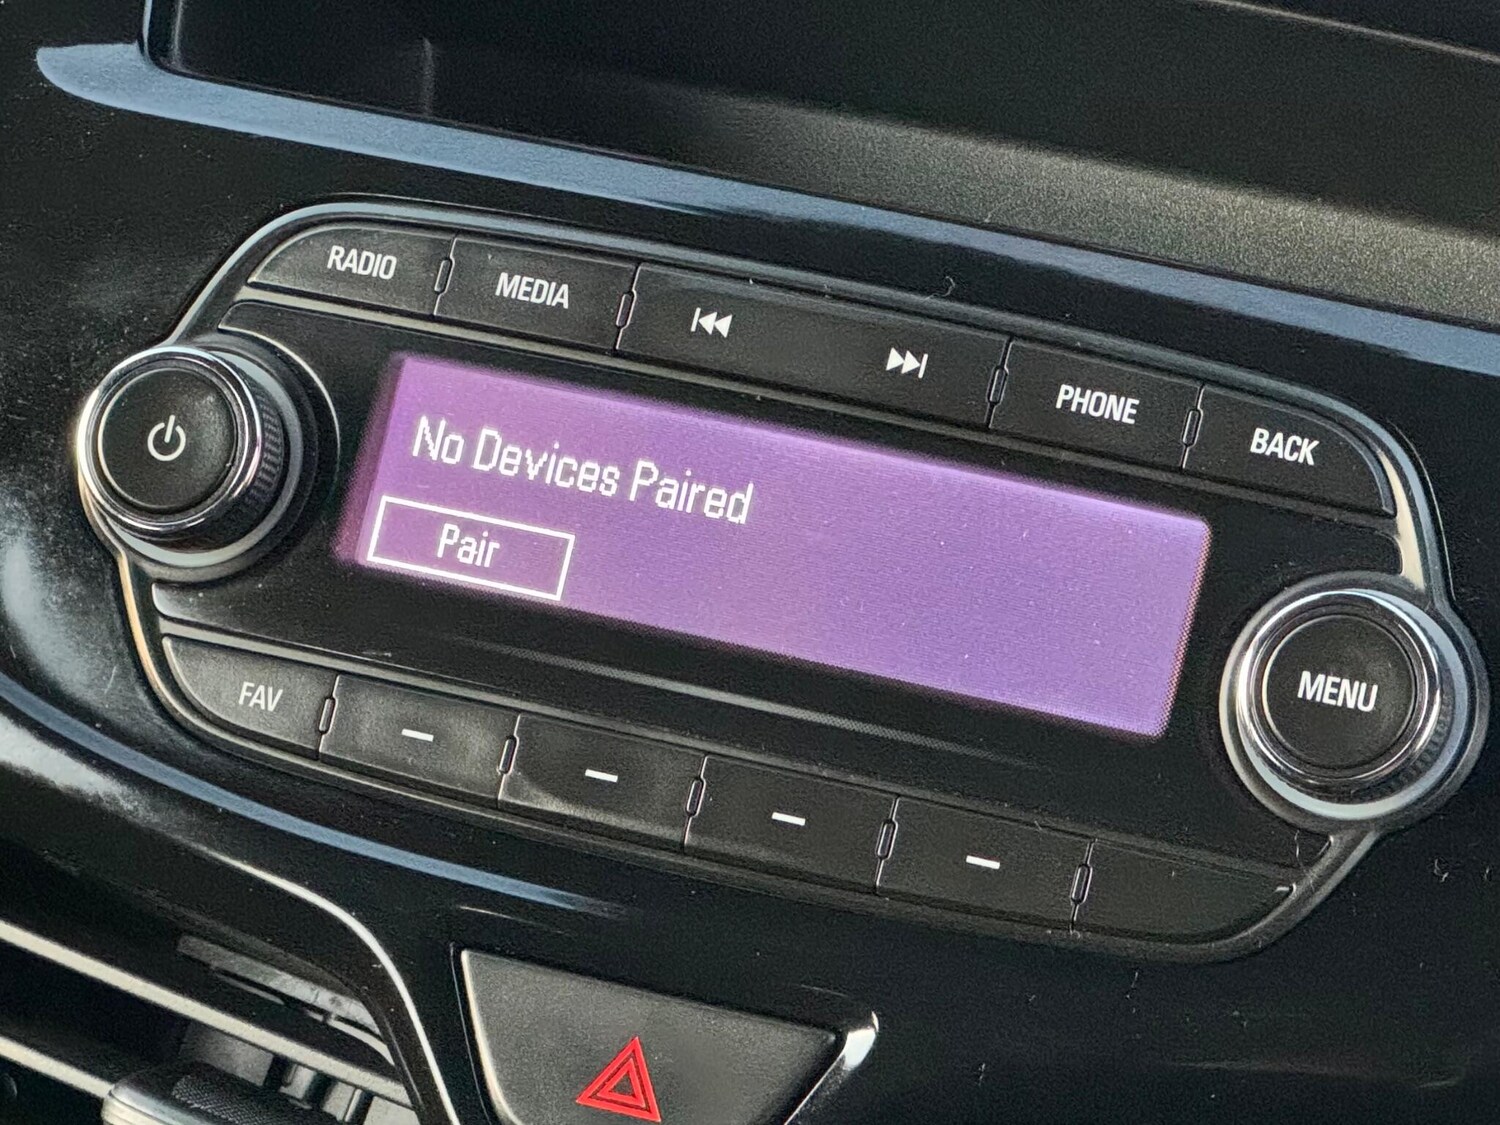 RADIO
MEDIA
PHONE
BACK
No Devices Paired
Pair
MENU
FAV